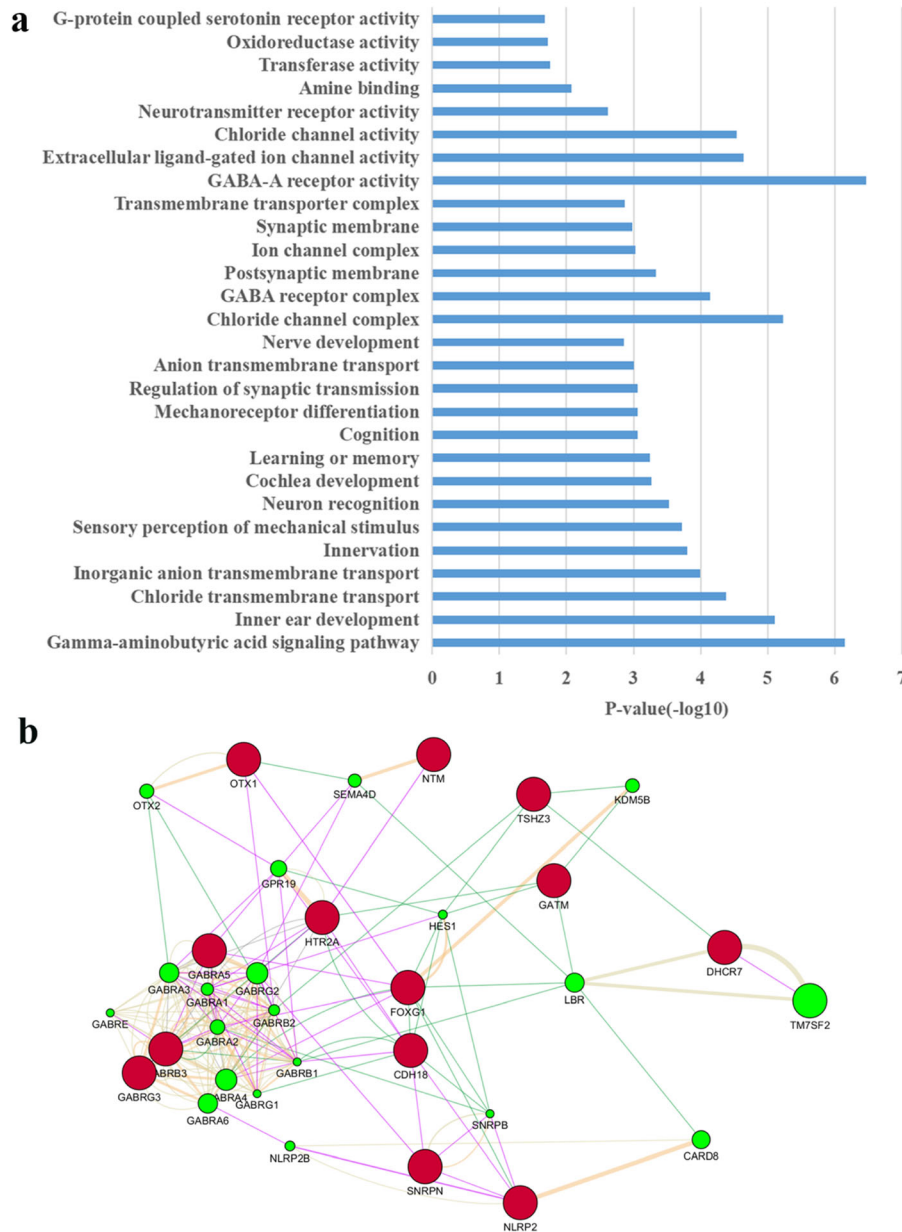 a
G-protein coupled serotonin receptor activity
Oxidoreductase activity
Transferase activity
Amine binding
Neurotransmitter receptor activity
Chloride channel activity
Extracellular ligand-gated ion channel activity
GABA-A receptor activity
Transmembrane transporter complex
Synaptic membrane
Ion channel complex
Postsynaptic membrane
GABA receptor complex
Chloride channel complex
Nerve development
Anion transmembrane transport
Regulation of synaptic transmission
Mechanoreceptor differentiation
Cognition
Learning or memory
Cochlea development
Neuron recognition
Sensory perception of mechanical stimulus
Innervation
Inorganic anion transmembrane transport
Chloride transmembrane transport
Inner ear development
Gamma-aminobutyric acid signaling pathway
0 1 2 3 4 5 6 7
P-value(-log10)
b
OTX1
NTM
OTX2
SEMA4D
TSHZ3
KDM5B
GPR19
GATM
HTR2A
HES1
GABRA5
DHCR7
GABRA3
GABRG2
GABRA1
FOXG1
LBR
TM7SF2
GABRE
GABRB2
GABRA2
ABRB3
GABRB1
CDH18
GABRG3
ABRA4
GABRG1
GABRA6
SNRPB
NLRP2B
CARD8
SNRPN
NLRP2